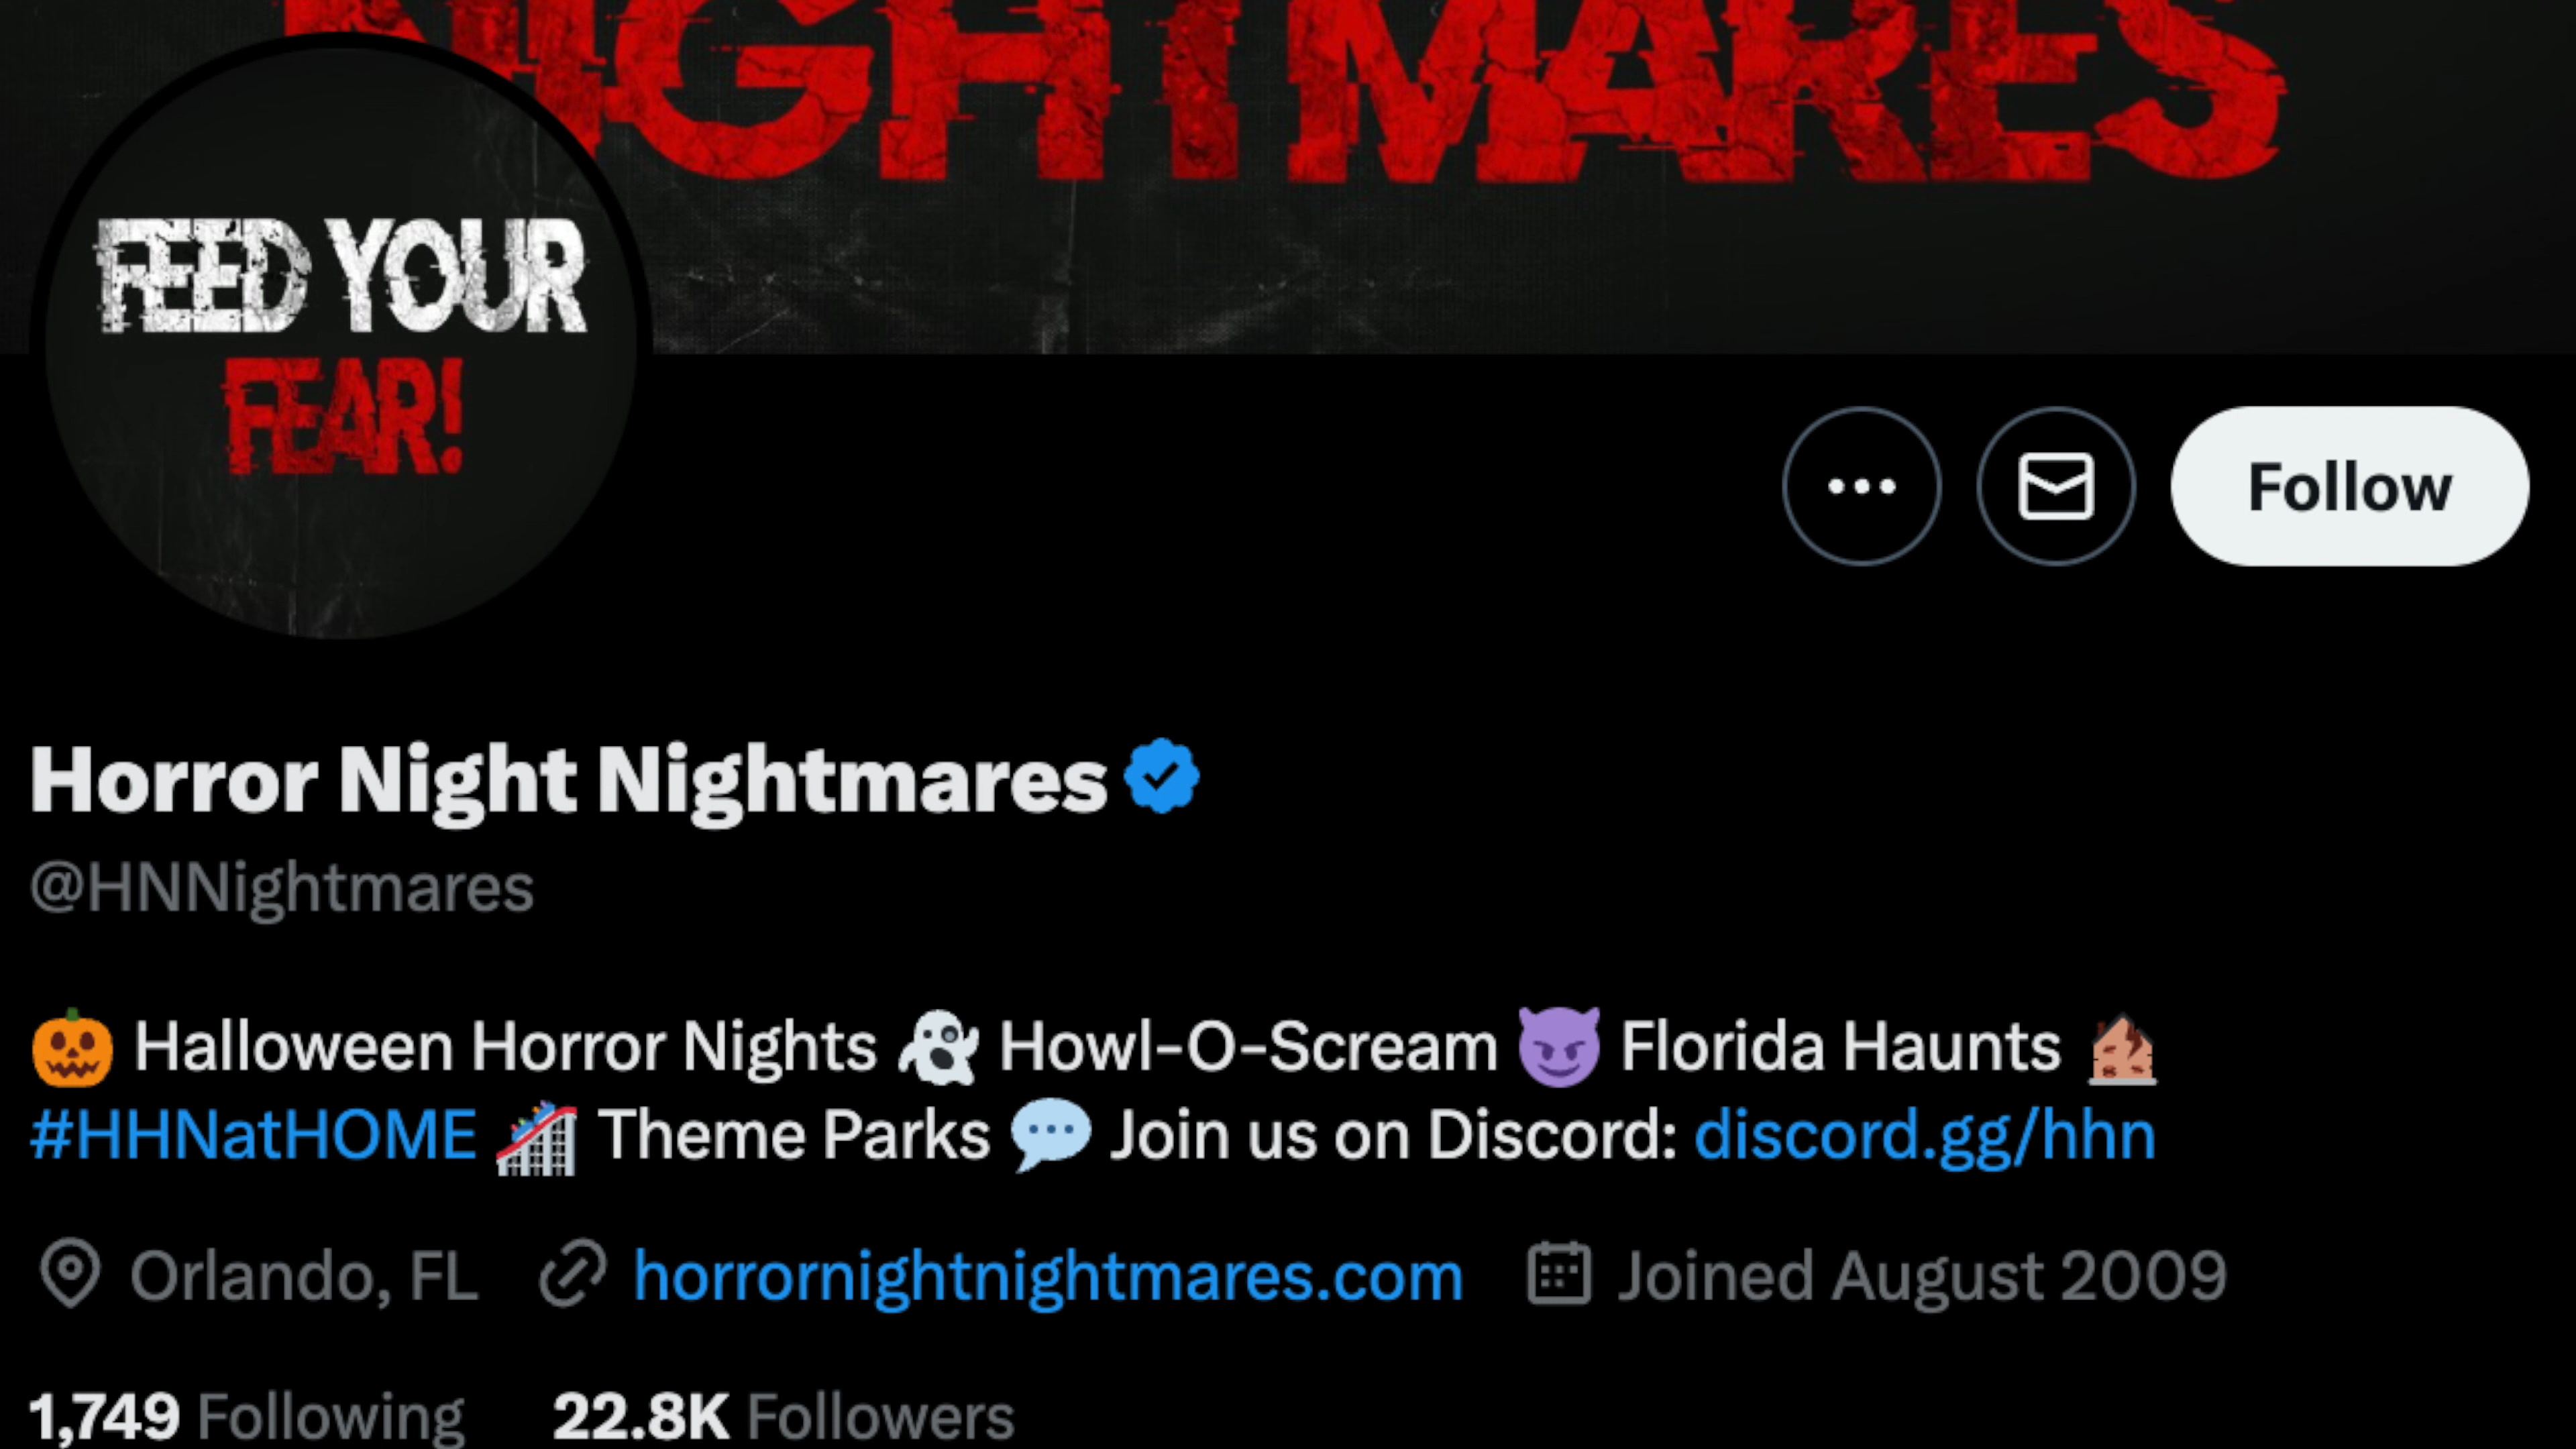 NIGHTMARES
FEED YOUR
FEAR!
Follow
Horror Night Nightmares
@HNNightmares
🎃 Halloween Horror Nights 👻 Howl-O-Scream 😈 Florida Haunts 🏚️
#HHNatHOME 🎢 Theme Parks 💬 Join us on Discord: discord.gg/hhn
Orlando, FL horrornightnightmares.com Joined August 2009
1,749 Following 22.8K Followers